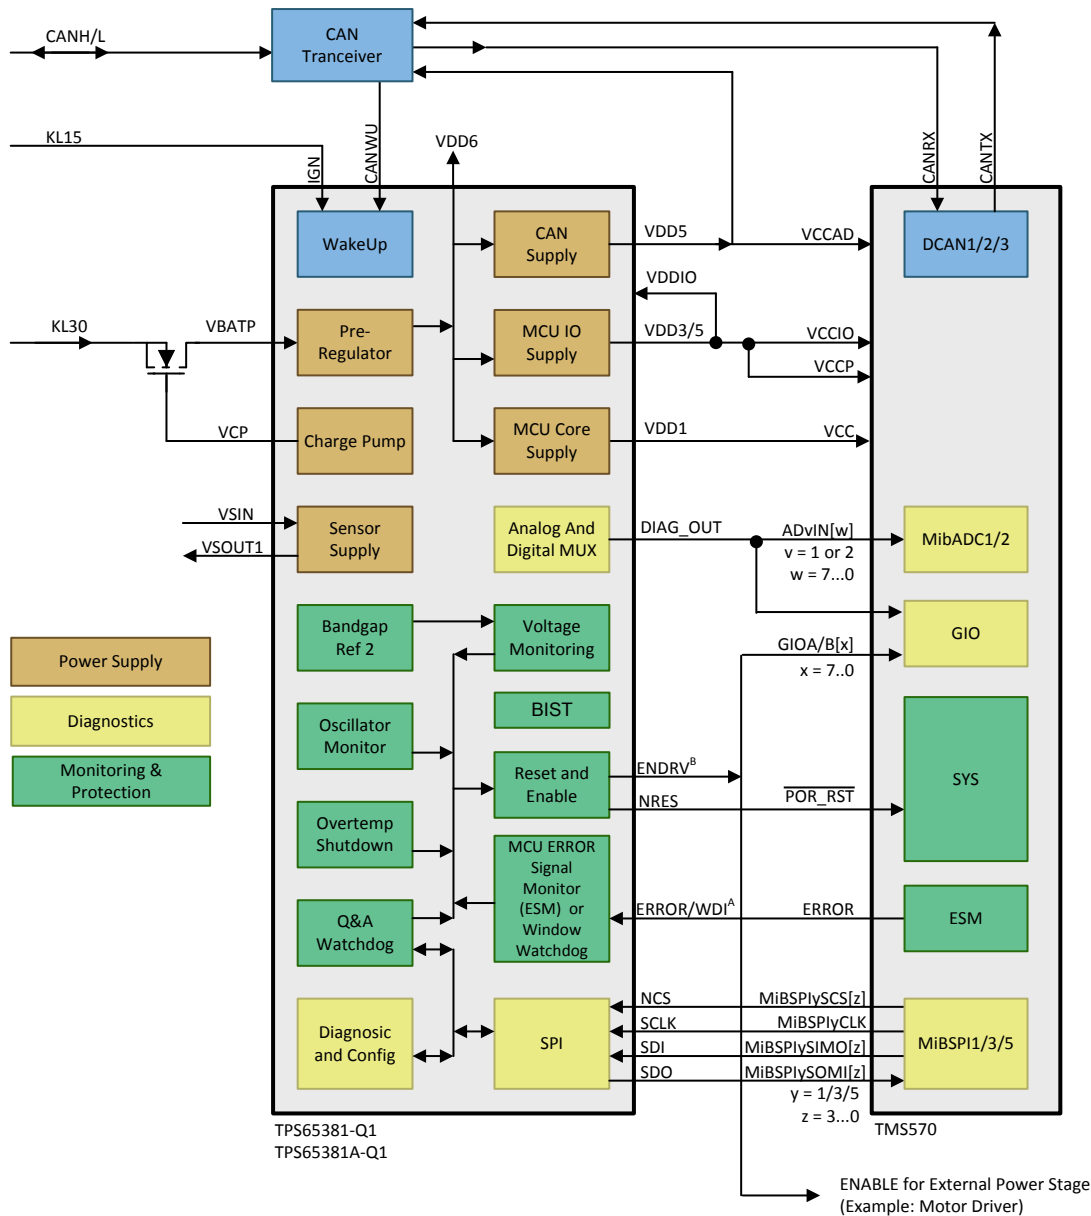 CANH/L
CAN
Tranceiver
KL15
IGN
CANWU
VDD6
CANRX
CANTX
WakeUp
CAN
Supply
VDD5
VCCAD
DCAN1/2/3
VDDIO
KL30
VBATP
Pre-
Regulator
MCU IO
Supply
VDD3/5
VCCIO
VCCP
VCP
Charge Pump
MCU Core
Supply
VDD1
VCC
VSIN
VSOUT1
Sensor
Supply
Analog And
Digital MUX
DIAG_OUT
ADvIN[w]
v = 1 or 2
w = 7...0
MibADC1/2
Bandgap
Ref 2
Voltage
Monitoring
GIOA/B[x]
x = 7..0
GIO
Power Supply
Diagnostics
Monitoring &
Protection
BIST
Oscillator
Monitor
Reset and
Enable
ENDRVᴮ
NRES
POR_RST
SYS
Overtemp
Shutdown
MCU ERROR
Signal
Monitor
(ESM) or
Window
Watchdog
ERROR/WDIᴬ
ERROR
ESM
Q&A
Watchdog
Diagnosic
and Config
SPI
NCS
MiBSPIySCS[z]
SCLK
MiBSPIyCLK
SDI
MiBSPIySIMO[z]
SDO
MiBSPIySOMI[z]
y = 1/3/5
z = 3...0
MiBSPI1/3/5
TPS65381-Q1
TPS65381A-Q1
TMS570
ENABLE for External Power Stage
(Example: Motor Driver)